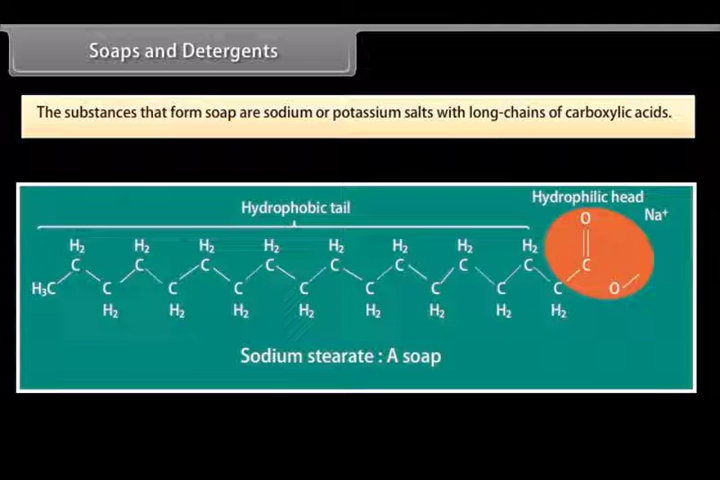 Soaps and Detergents
The substances that form soap are sodium or potassium salts with long-chains of carboxylic acids.
Hydrophobic tail
Hydrophilic head
O
Na⁺
H₂ H₂ H₂ H₂ H₂ H₂ H₂ H₂
C C C C C C C C C
H₃C C C C C C C C C O
H₂ H₂ H₂ H₂ H₂ H₂ H₂ H₂
Sodium stearate : A soap